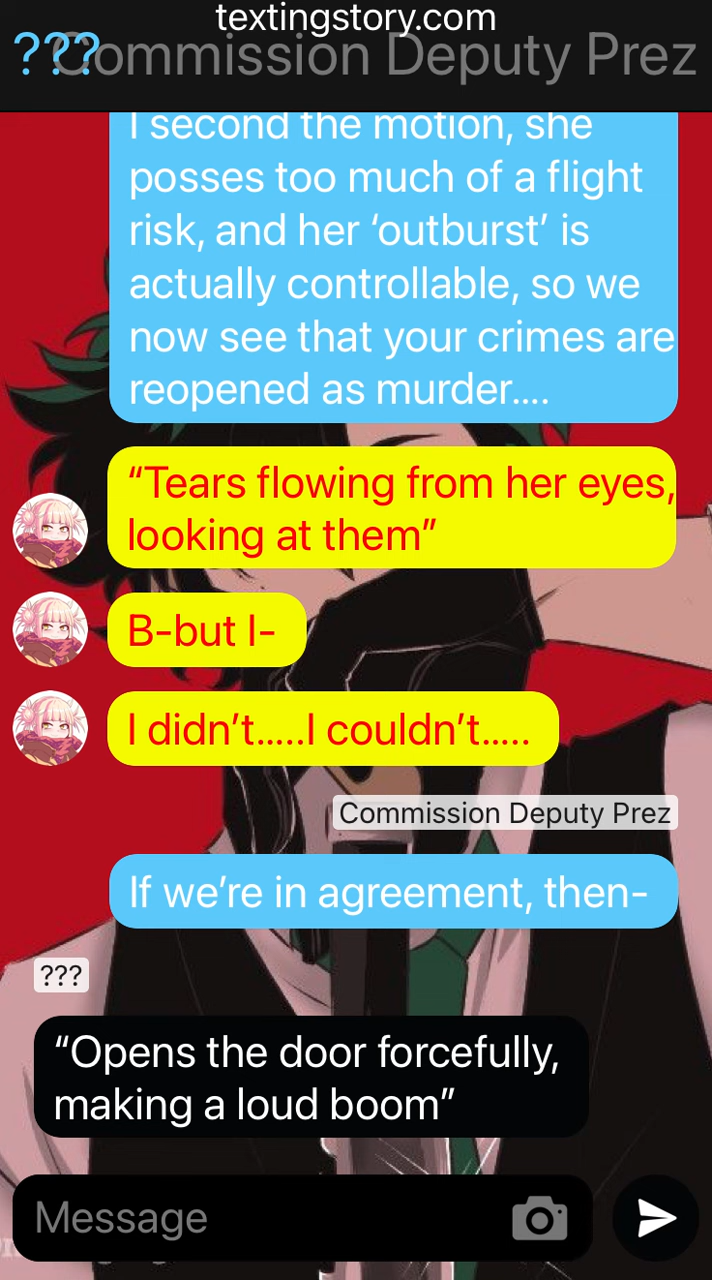 textingstory.com
???
Commission Deputy Prez
I second the motion, she
posses too much of a flight
risk, and her ‘outburst’ is
actually controllable, so we
now see that your crimes are
reopened as murder....
“Tears flowing from her eyes,
looking at them”
B-but I-
I didn’t.....I couldn’t.....
Commission Deputy Prez
If we’re in agreement, then-
???
“Opens the door forcefully,
making a loud boom”
Message